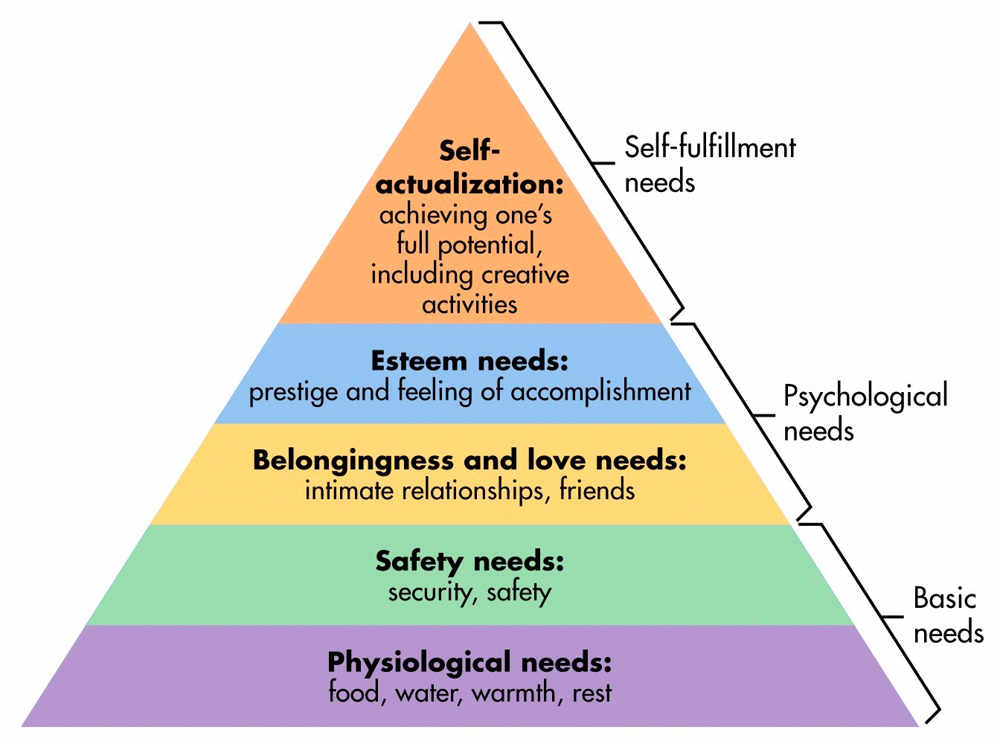 Self-
actualization:
achieving one’s
full potential,
including creative
activities
Self-fulfillment
needs
Esteem needs:
prestige and feeling of accomplishment
Psychological
needs
Belongingness and love needs:
intimate relationships, friends
Safety needs:
security, safety
Basic
needs
Physiological needs:
food, water, warmth, rest